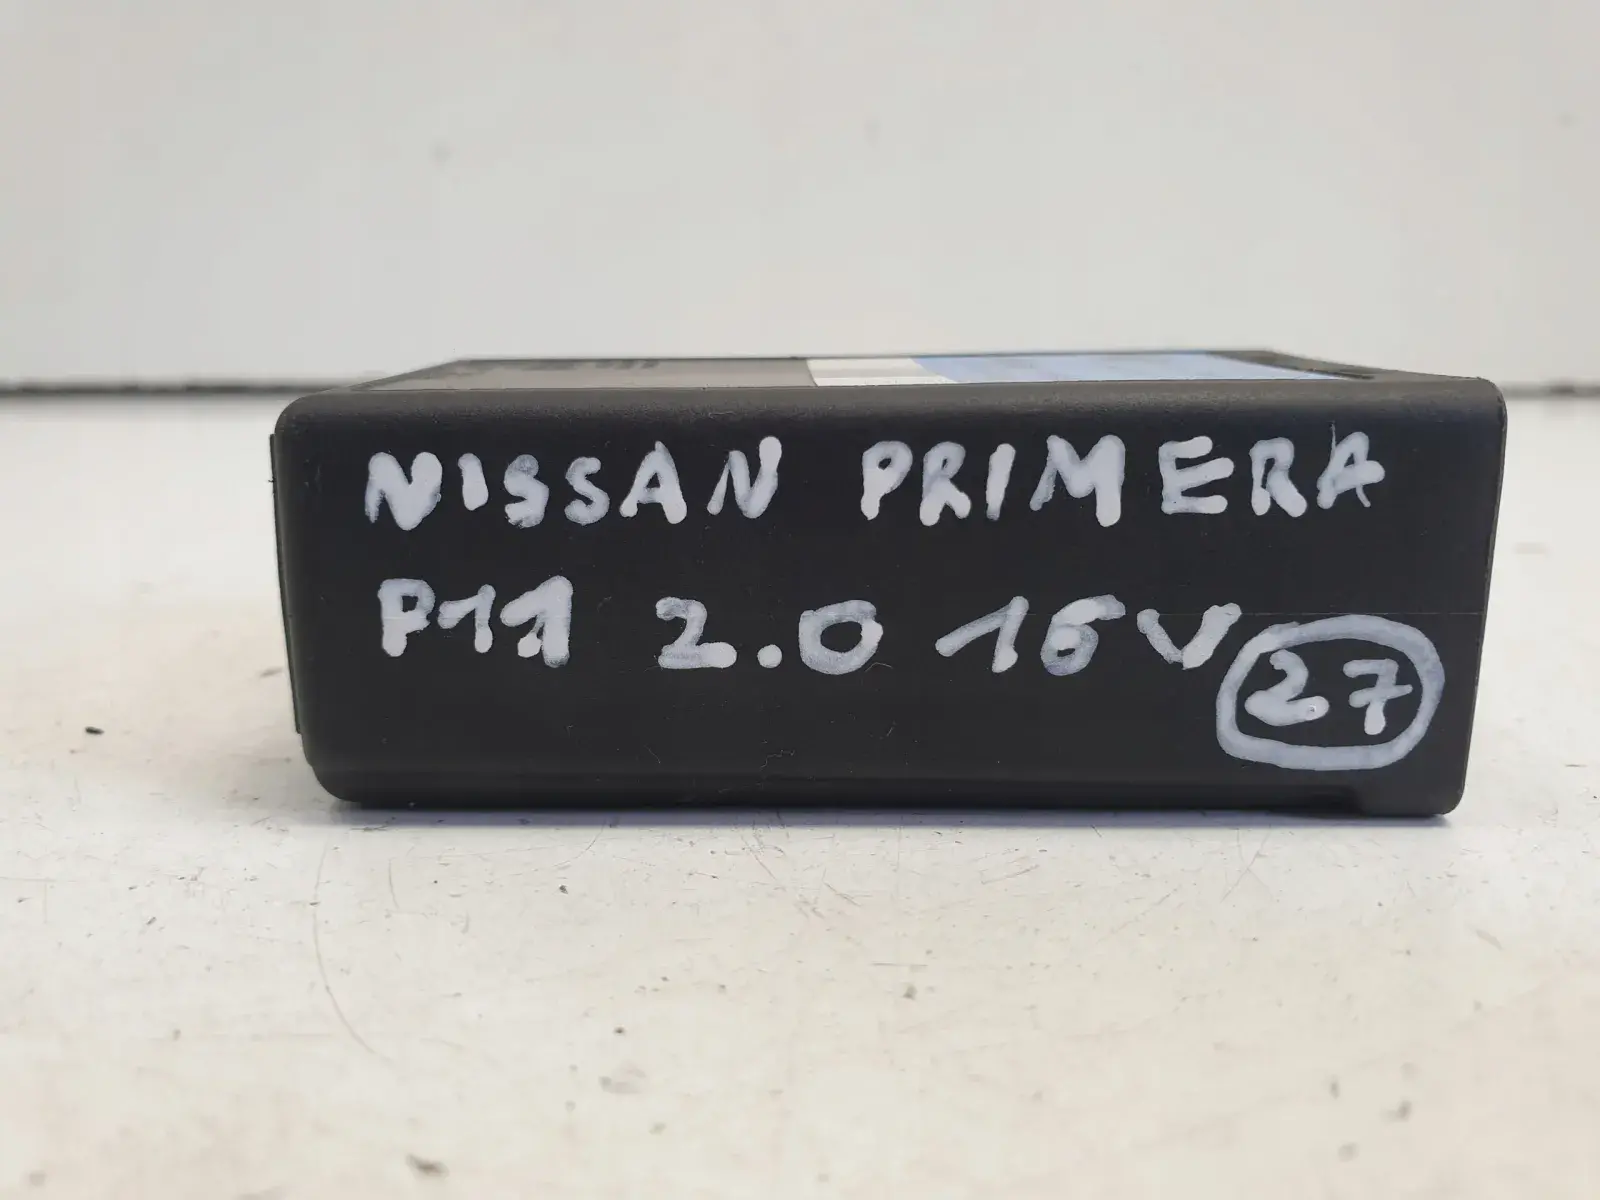 NISSAN PRIMERA
P11 2.0 16V
27